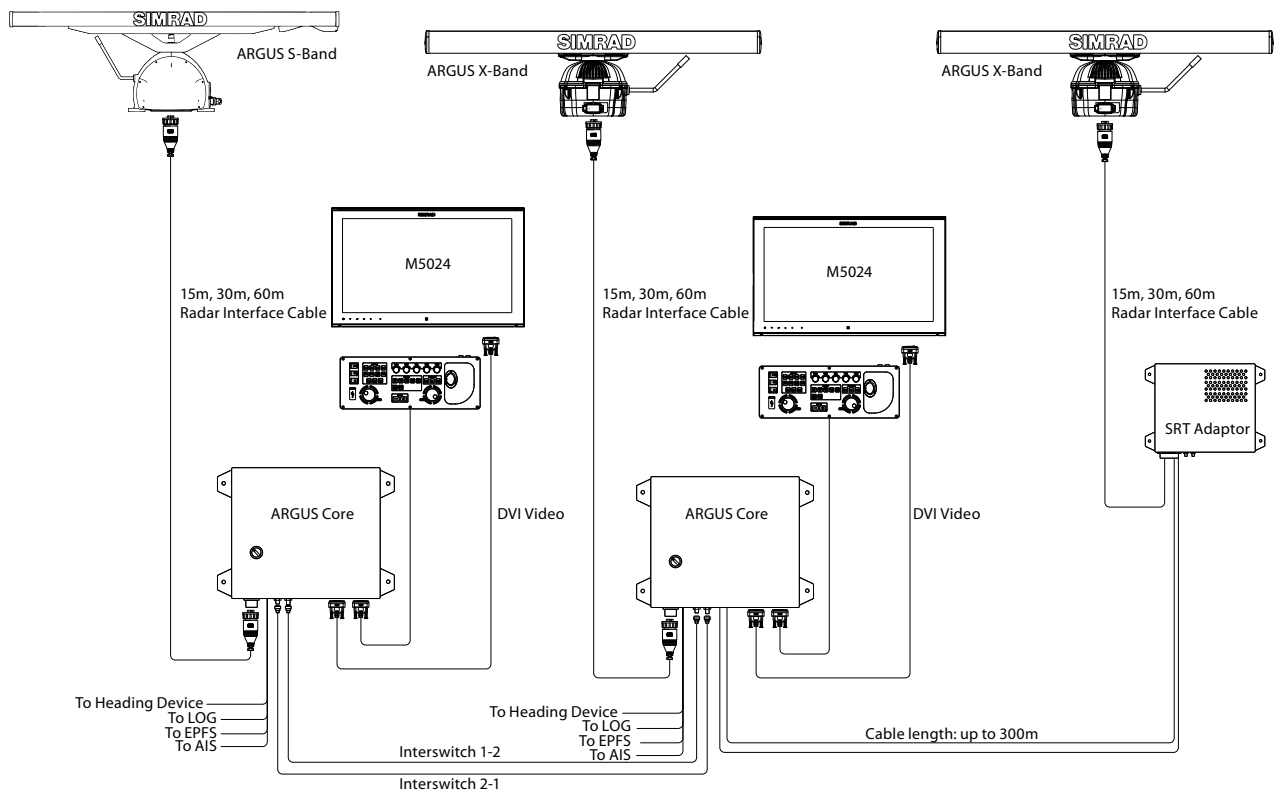 SIMRAD
ARGUS S-Band
SIMRAD
ARGUS X-Band
SIMRAD
ARGUS X-Band
SIMRAD
M5024
SIMRAD
M5024
15m, 30m, 60m
Radar Interface Cable
15m, 30m, 60m
Radar Interface Cable
15m, 30m, 60m
Radar Interface Cable
SRT Adaptor
ARGUS Core
DVI Video
ARGUS Core
DVI Video
To Heading Device
To LOG
To EPFS
To AIS
To Heading Device
To LOG
To EPFS
To AIS
Interswitch 1-2
Interswitch 2-1
Cable length: up to 300m